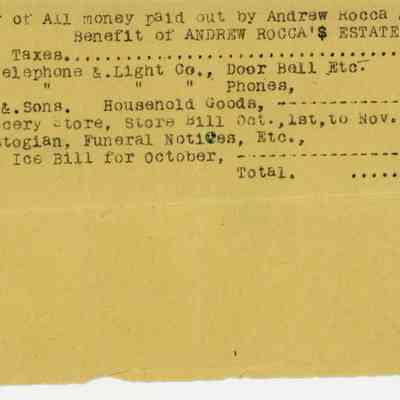 of All money paid out by Andrew Rocca
Benefit of ANDREW ROCCA'$ ESTATE
Taxes..............................
elephone &.Light Co., Door Bell Etc-
" " " Phones,
&.Sons. Household Goods, -----------
cery Store, Store Bill Oct.,1st,to Nov.
stogian, Funeral Notices, Etc.,
Ice Bill for October, ---------------
Total. .....